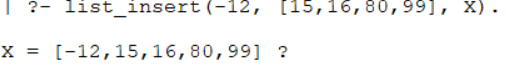 | ?- list_insert(-12, [15,16,80,99], X).
X = [-12,15,16,80,99] ?